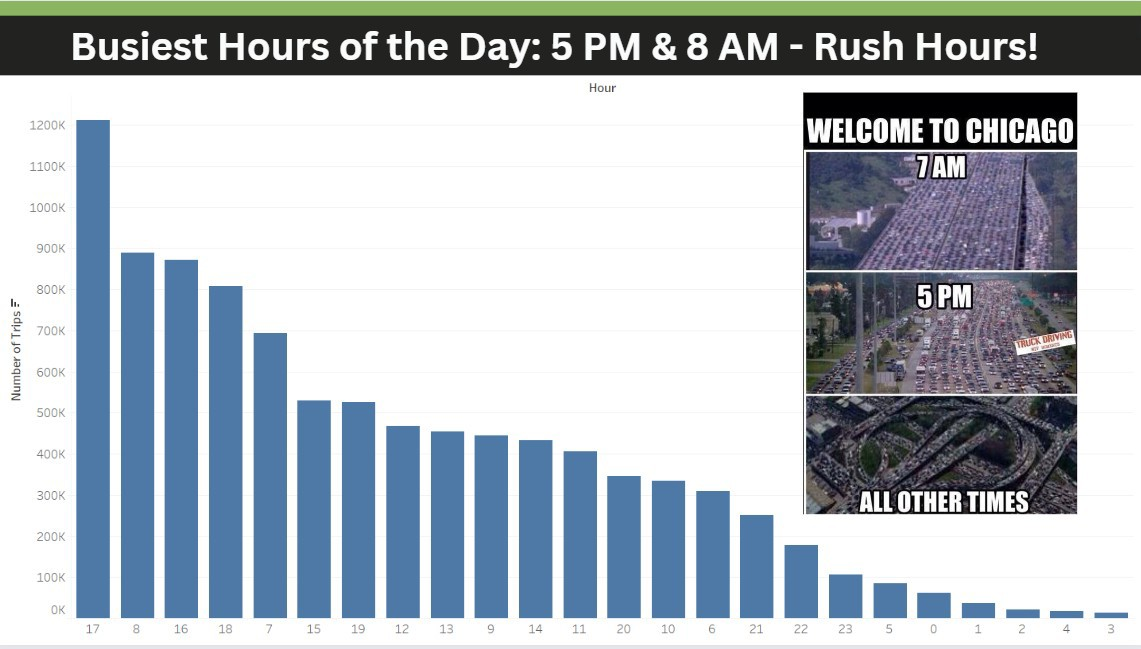 Busiest Hours of the Day: 5 PM & 8 AM - Rush Hours!
Hour
Number of Trips
1200K
1100K
1000K
900K
800K
700K
600K
500K
400K
300K
200K
100K
0K
17 8 16 18 7 15 19 12 13 9 14 11 20 10 6 21 22 23 5 0 1 2 4 3
WELCOME TO CHICAGO
7 AM
5 PM
TRUCK DRIVING
ALL OTHER TIMES